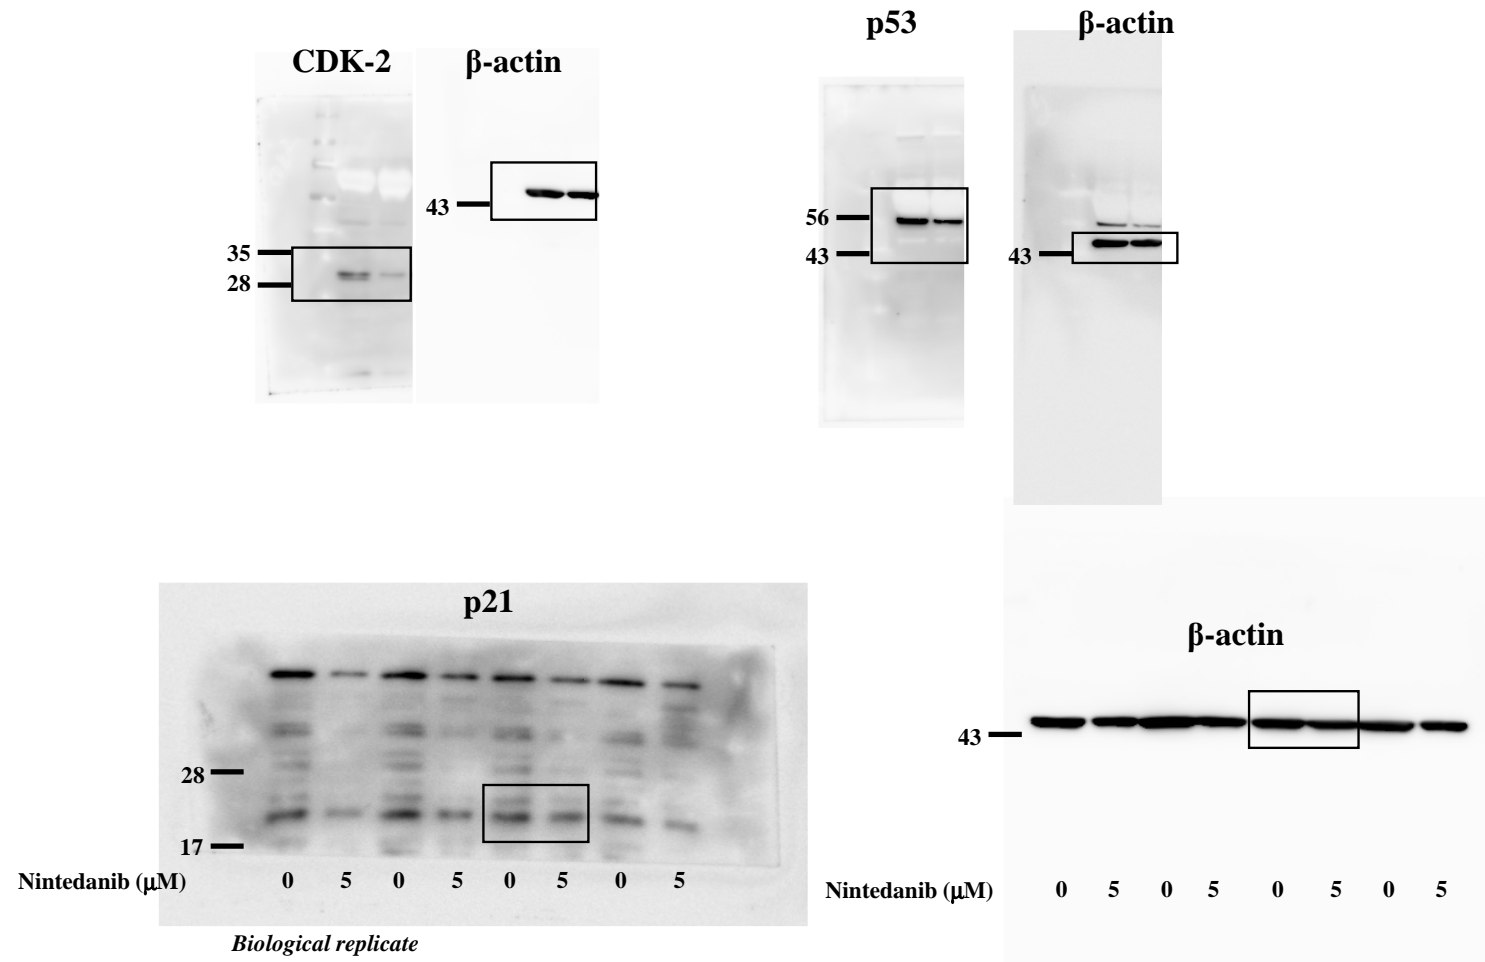 CDK-2
β-actin
43
35
28
p53
β-actin
56
43
43
p21
28
17
Nintedanib (μM)
0 5 0 5 0 5 0 5
Biological replicate
β-actin
43
Nintedanib (μM)
0 5 0 5 0 5 0 5